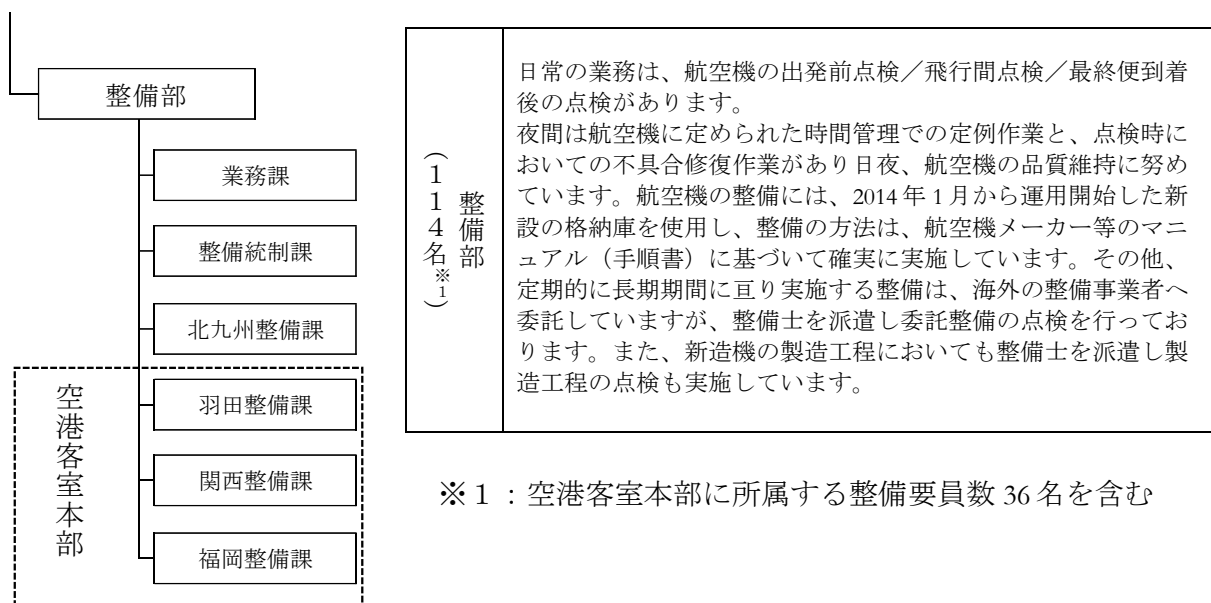 整備部
業務課
整備統制課
北九州整備課
空港客室本部
羽田整備課
関西整備課
福岡整備課
整備部
（１１４名※１）
日常の業務は、航空機の出発前点検／飛行間点検／最終便到着
後の点検があります。
夜間は航空機に定められた時間管理での定例作業と、点検時に
おいての不具合修復作業があり日夜、航空機の品質維持に努め
ています。航空機の整備には、2014年1月から運用開始した新
設の格納庫を使用し、整備の方法は、航空機メーカー等のマニ
ュアル（手順書）に基づいて確実に実施しています。その他、
定期的に長期期間に亘り実施する整備は、海外の整備事業者へ
委託していますが、整備士を派遣し委託整備の点検を行ってお
ります。また、新造機の製造工程においても整備士を派遣し製
造工程の点検も実施しています。
※１：空港客室本部に所属する整備要員数36名を含む